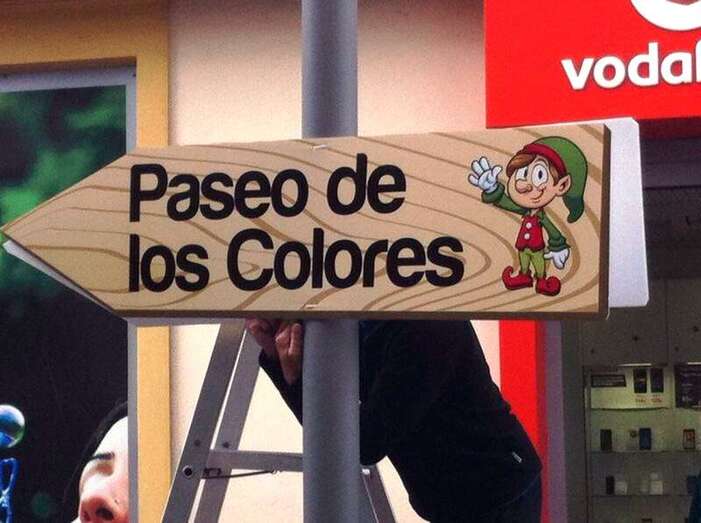 vodaf
Paseo de
los Colores